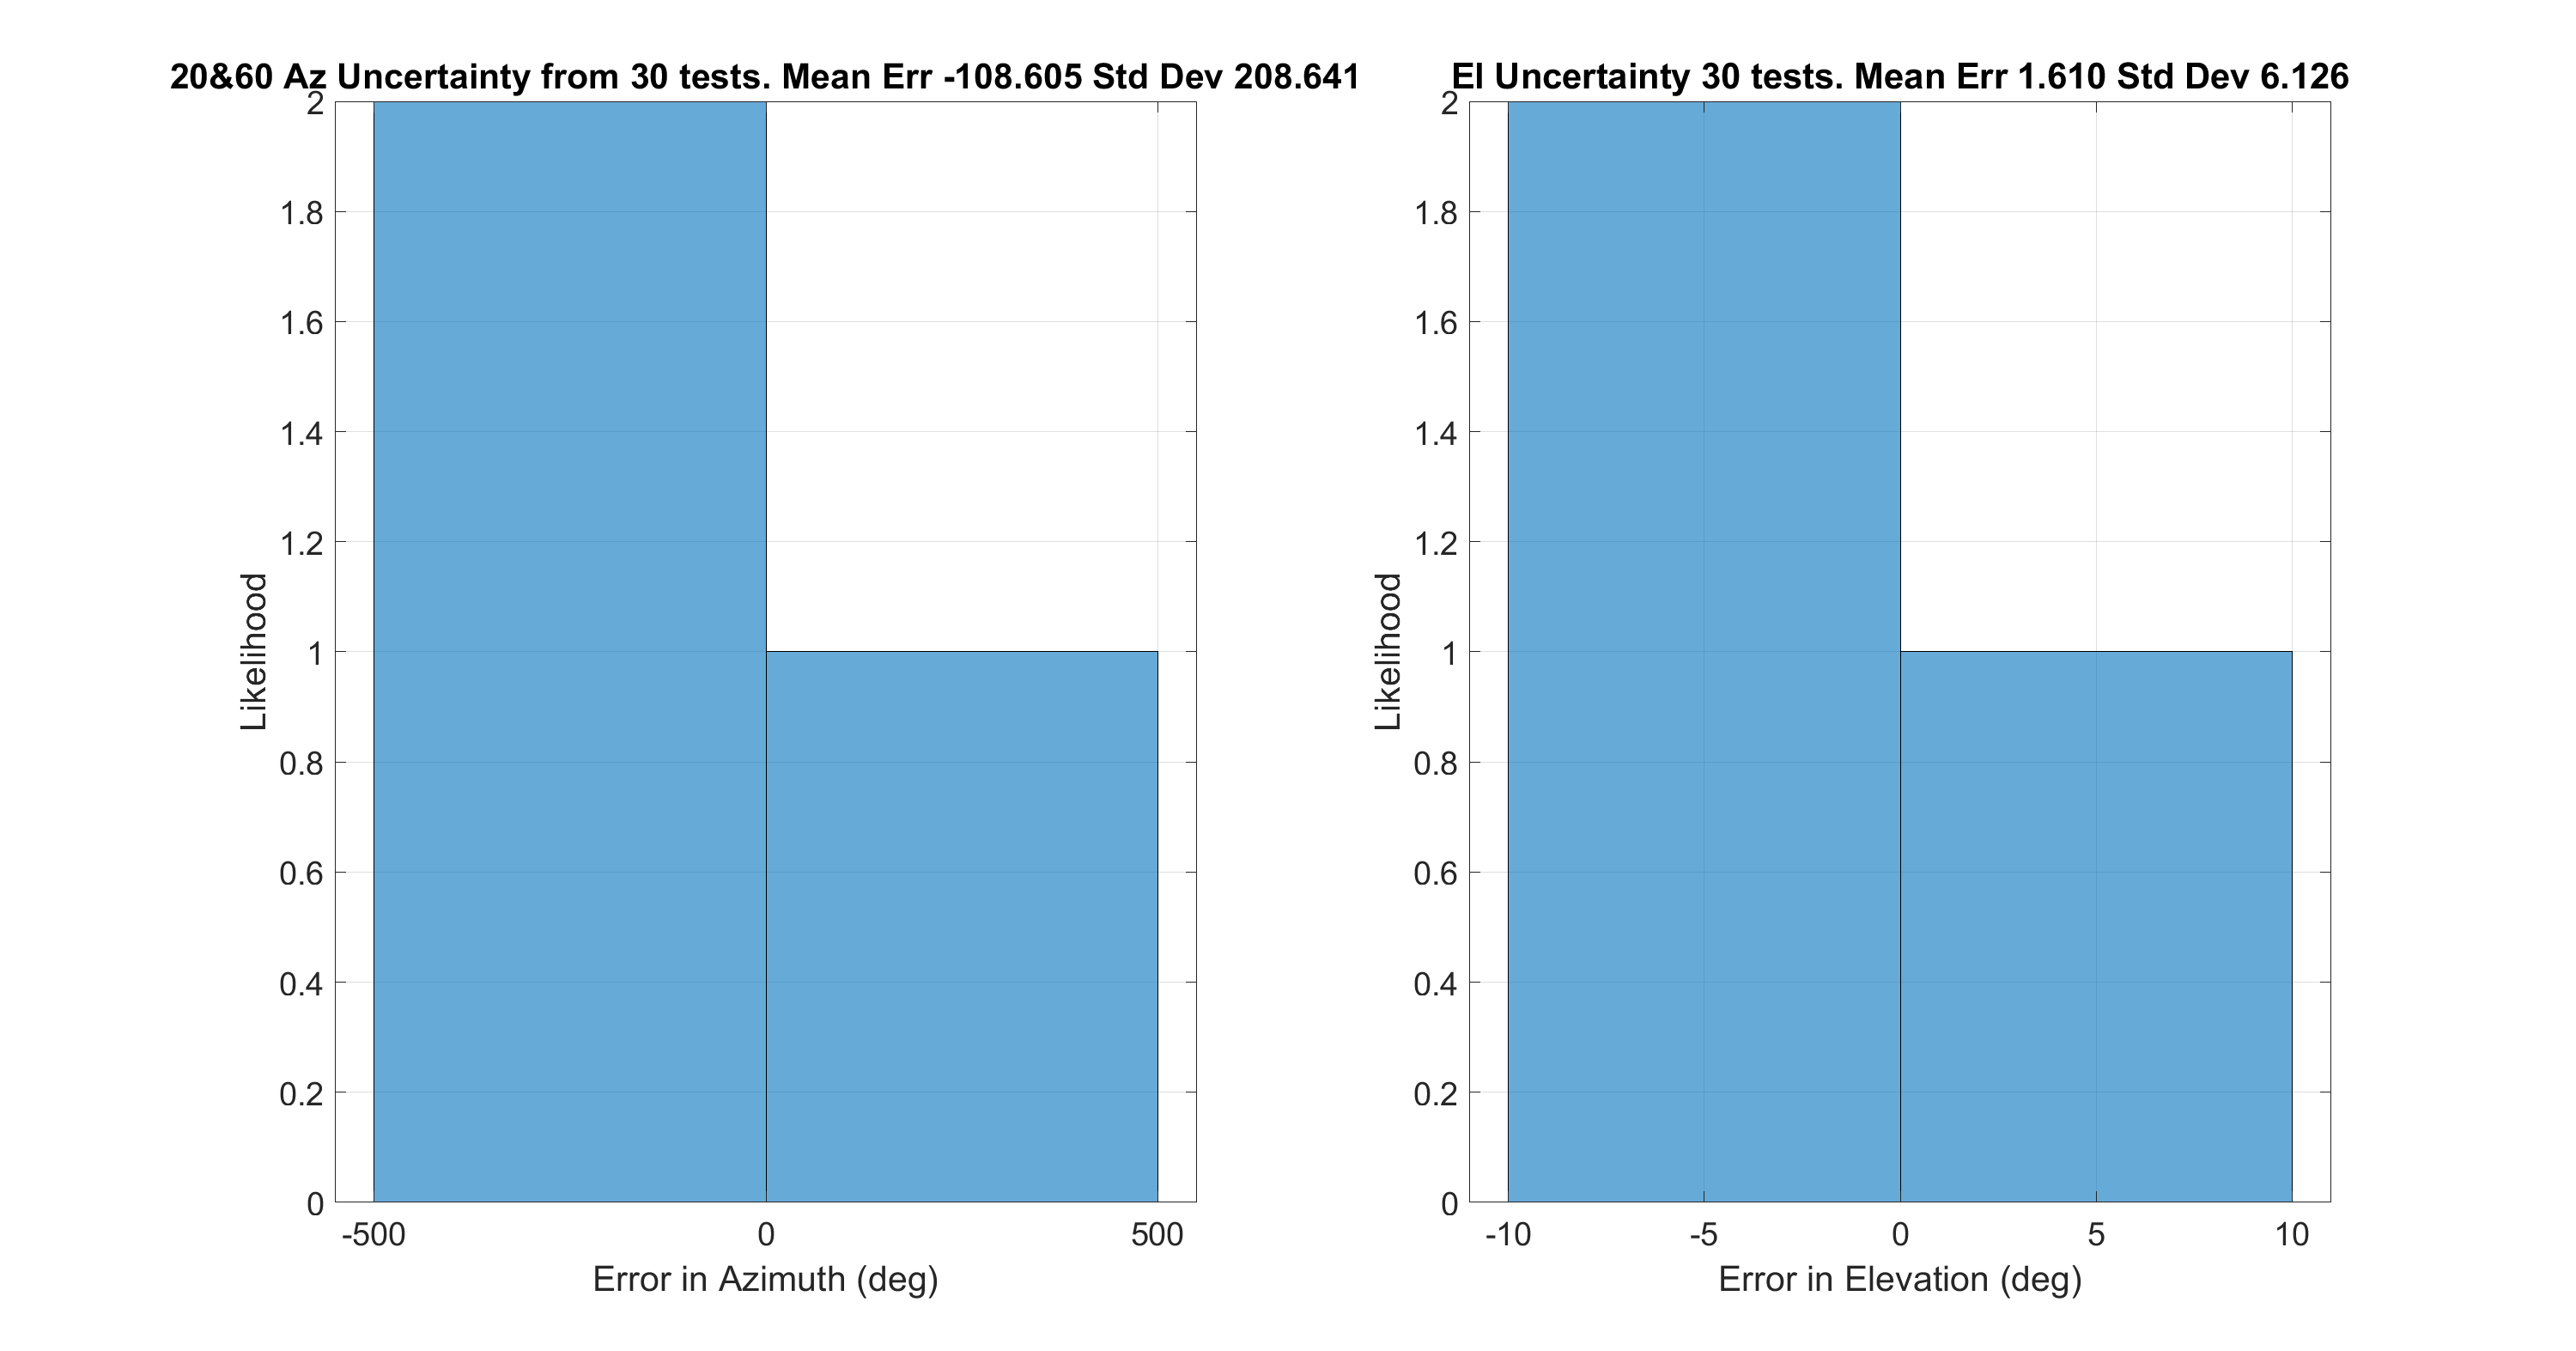 20&60 Az Uncertainty from 30 tests. Mean Err -108.605 Std Dev 208.641
2
1.8
1.6
1.4
1.2
1
0.8
0.6
0.4
0.2
0
Likelihood
-500 0 500
Error in Azimuth (deg)
El Uncertainty 30 tests. Mean Err 1.610 Std Dev 6.126
2
1.8
1.6
1.4
1.2
1
0.8
0.6
0.4
0.2
0
Likelihood
-10 -5 0 5 10
Error in Elevation (deg)